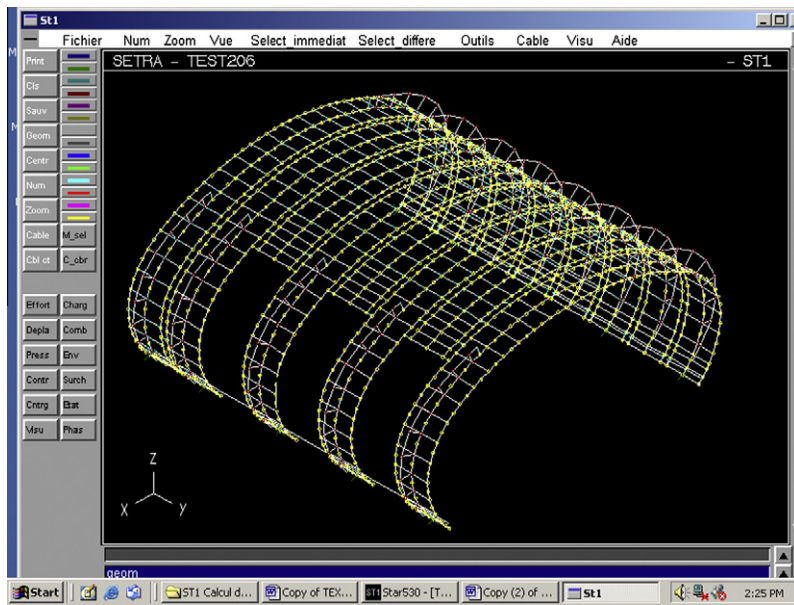 St1
Fichier Num Zoom Vue Select_immediat Select_differe Outils Cable Visu Aide
SETRA - TEST206 - ST1
Print
Cls
Sauv
Geom
Centr
Num
Zoom
Cable M_sel
Cbl ct C_obr
Effort Charg
Depla Comb
Press Env
Contr Surch
Cntrg Etat
Msu Phas
Z
X y
geom
Start ST1 Calcul d... Copy of TEX... ST1 Star530 - [T... Copy (2) of ... St1 2:25 PM